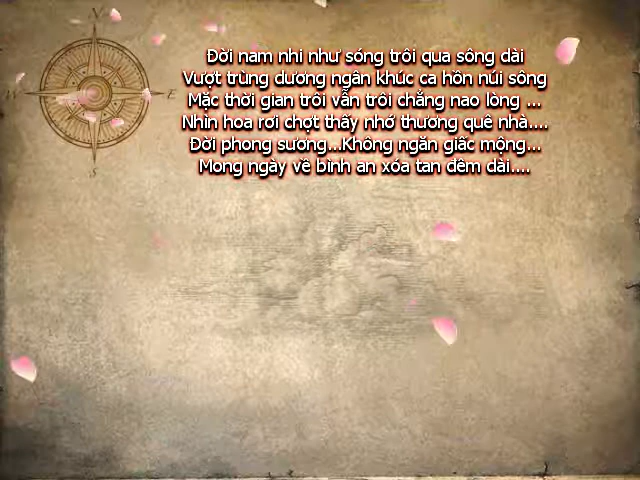 Đời nam nhi như sóng trôi qua sông dài
Vượt trùng dương ngân khúc ca hồn núi sông
Mặc thời gian trôi vẫn trôi chẳng nao lòng ...
Nhìn hoa rơi chợt thấy nhớ thương quê nhà....
Đời phong sương...Không ngăn giấc mộng...
Mong ngày về bình an xóa tan đêm dài....
V
W
E
S